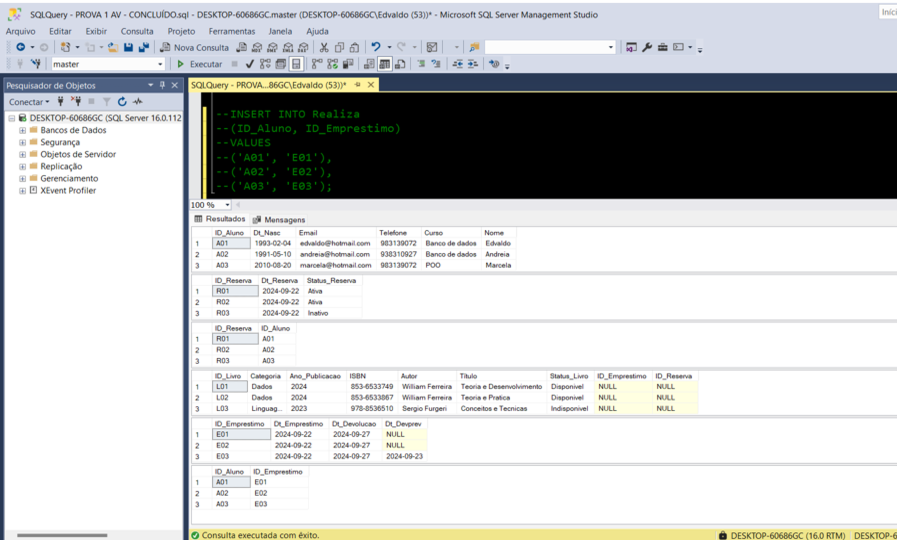 SQLQuery - PROVA 1 AV - CONCLUÍDO.sql - DESKTOP-60686GC.master (DESKTOP-60686GC\Edvaldo (53))* - Microsoft SQL Server Management Studio
Iníci
Arquivo Editar Exibir Consulta Projeto Ferramentas Janela Ajuda
Nova Consulta
master Executar
Pesquisador de Objetos
SQLQuery - PROVA...86GC\Edvaldo (53))*
Conectar
DESKTOP-60686GC (SQL Server 16.0.112
Bancos de Dados
Segurança
Objetos de Servidor
Replicação
Gerenciamento
XEvent Profiler
--INSERT INTO Realiza
--(ID_Aluno, ID_Emprestimo)
--VALUES
--('A01', 'E01'),
--('A02', 'E02'),
--('A03', 'E03');
100 %
Resultados Mensagens
ID_Aluno Dt_Nasc Email Telefone Curso Nome
1 A01 1993-02-04 edvaldo@hotmail.com 983139072 Banco de dados Edvaldo
2 A02 1991-05-10 andreia@hotmail.com 938310927 Banco de dados Andreia
3 A03 2010-08-20 marcela@hotmail.com 983139072 POO Marcela
ID_Reserva Dt_Reserva Status_Reserva
1 R01 2024-09-22 Ativa
2 R02 2024-09-22 Ativa
3 R03 2024-09-22 Inativo
ID_Reserva ID_Aluno
1 R01 A01
2 R02 A02
3 R03 A03
ID_Livro Categoria Ano_Publicacao ISBN Autor Titulo Status_Livro ID_Emprestimo ID_Reserva
1 L01 Dados 2024 853-6533749 William Ferreira Teoria e Desenvolvimento Disponivel NULL NULL
2 L02 Dados 2024 853-6533867 William Ferreira Teoria e Pratica Disponivel NULL NULL
3 L03 Linguag... 2023 978-8536510 Sergio Furgeri Conceitos e Tecnicas Indisponivel NULL NULL
ID_Emprestimo Dt_Emprestimo Dt_Devolucao Dt_Devprev
1 E01 2024-09-22 2024-09-27 NULL
2 E02 2024-09-22 2024-09-27 NULL
3 E03 2024-09-22 2024-09-27 2024-09-23
ID_Aluno ID_Emprestimo
1 A01 E01
2 A02 E02
3 A03 E03
Consulta executada com êxito.
DESKTOP-60686GC (16.0 RTM) DESKTOP-6